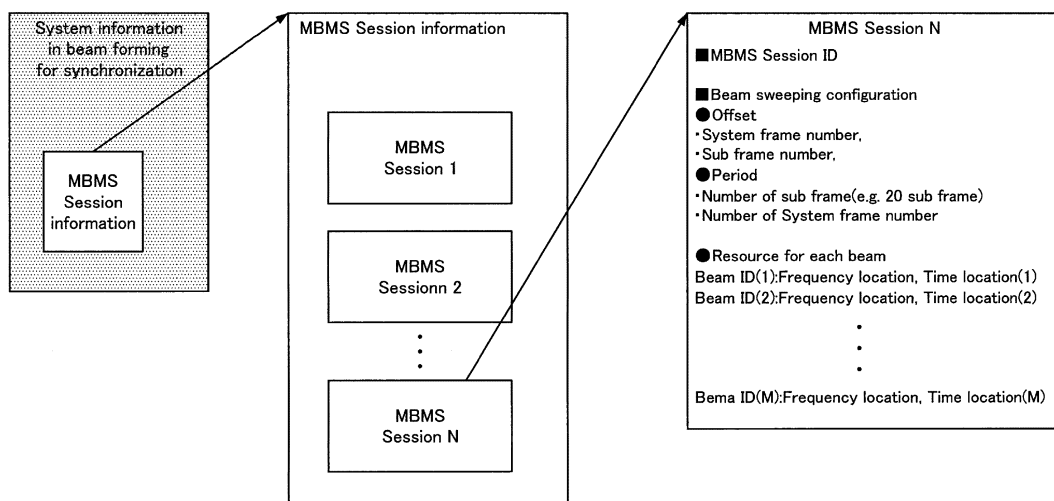 System information
in beam forming
for synchronization
MBMS
Session
information
MBMS Session information
MBMS
Session 1
MBMS
Sessionn 2
MBMS
Session N
MBMS Session N
■MBMS Session ID
■Beam sweeping configuration
●Offset
・System frame number,
・Sub frame number,
●Period
・Number of sub frame(e.g. 20 sub frame)
・Number of System frame number
●Resource for each beam
Beam ID(1):Frequency location, Time location(1)
Beam ID(2):Frequency location, Time location(2)
Bema ID(M):Frequency location, Time location(M)